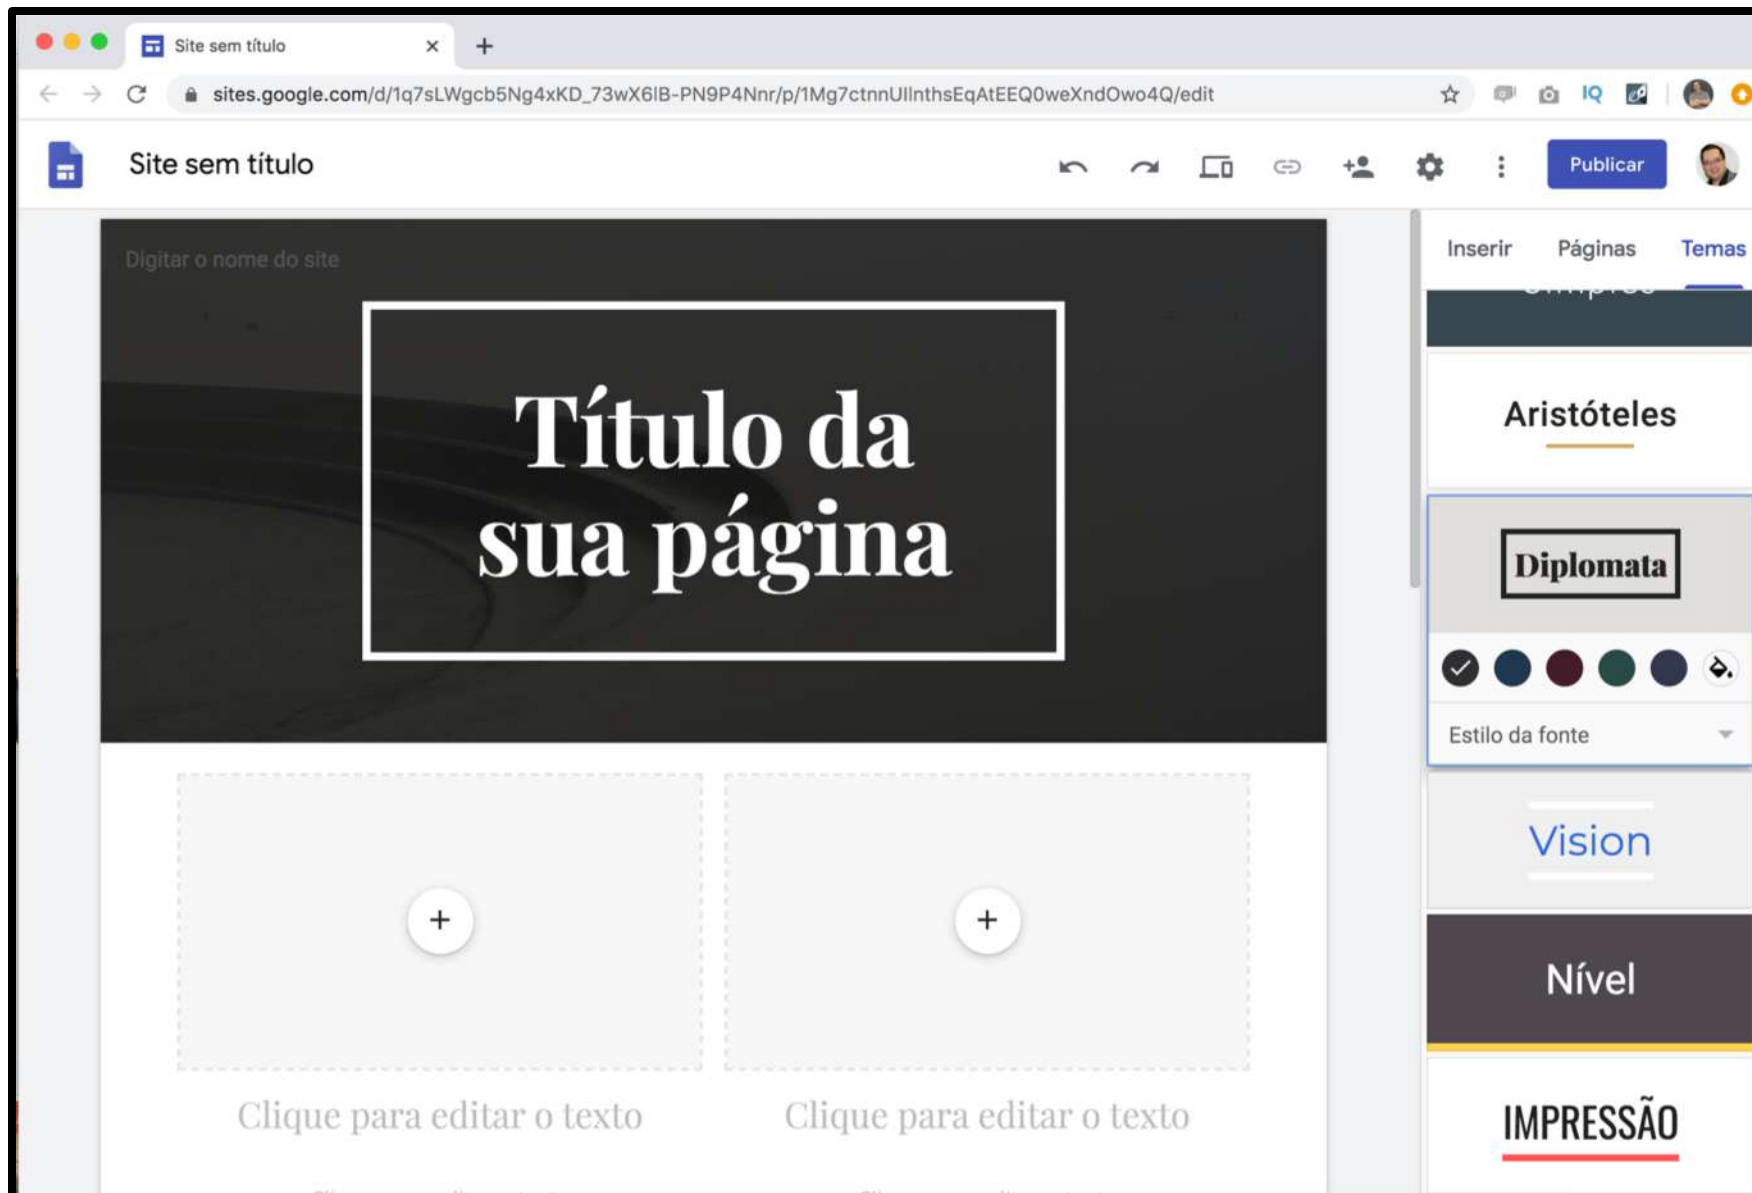 Site sem título
sites.google.com/d/1q7sLWgcb5Ng4xKD_73wX6lB-PN9P4Nnr/p/1Mg7ctnnUIlnthsEqAtEEQ0weXndOwo4Q/edit
IQ
Site sem título
Publicar
Inserir Páginas Temas
Digitar o nome do site
Título da
sua página
Aristóteles
Diplomata
Estilo da fonte
Vision
Nível
IMPRESSÃO
Clique para editar o texto
Clique para editar o texto